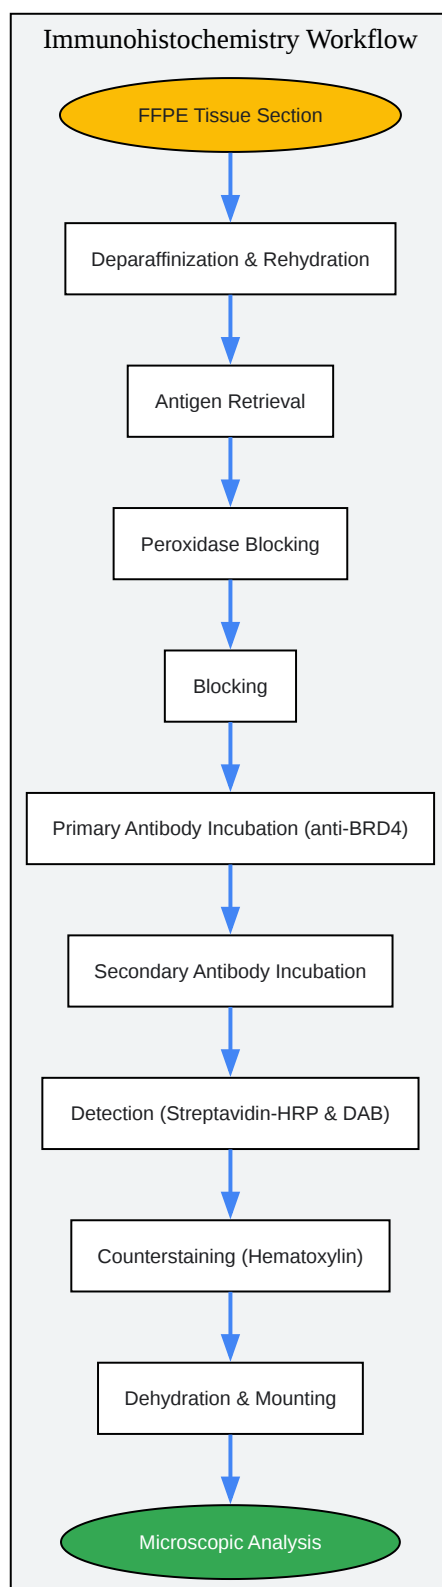 Immunohistochemistry Workflow
FFPE Tissue Section
Deparaffinization & Rehydration
Antigen Retrieval
Peroxidase Blocking
Blocking
Primary Antibody Incubation (anti-BRD4)
Secondary Antibody Incubation
Detection (Streptavidin-HRP & DAB)
Counterstaining (Hematoxylin)
Dehydration & Mounting
Microscopic Analysis